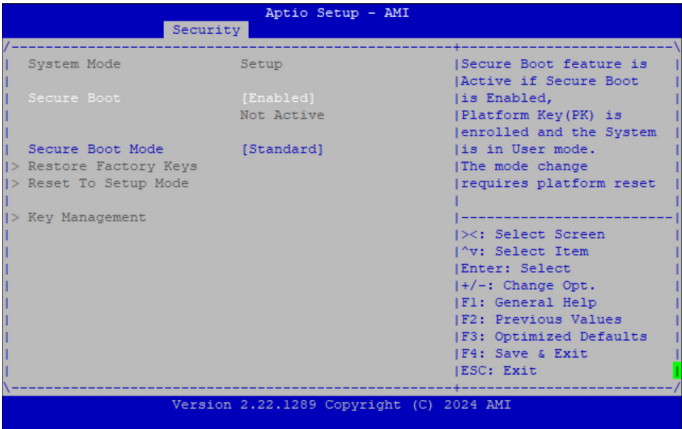 Aptio Setup - AMI
Security
/------------------------------------------------------+-------------------------\
| System Mode Setup |Secure Boot feature is |
| |Active if Secure Boot |
| Secure Boot [Enabled] |is Enabled, |
| Not Active |Platform Key(PK) is |
| |enrolled and the System |
| Secure Boot Mode [Standard] |is in User mode. |
|> Restore Factory Keys |The mode change |
|> Reset To Setup Mode |requires platform reset |
| | |
|> Key Management |-------------------------|
| |><: Select Screen |
| |^v: Select Item |
| |Enter: Select |
| |+/-: Change Opt. |
| |F1: General Help |
| |F2: Previous Values |
| |F3: Optimized Defaults |
| |F4: Save & Exit |
| |ESC: Exit |
\------------------------------------------------------+-------------------------/
Version 2.22.1289 Copyright (C) 2024 AMI